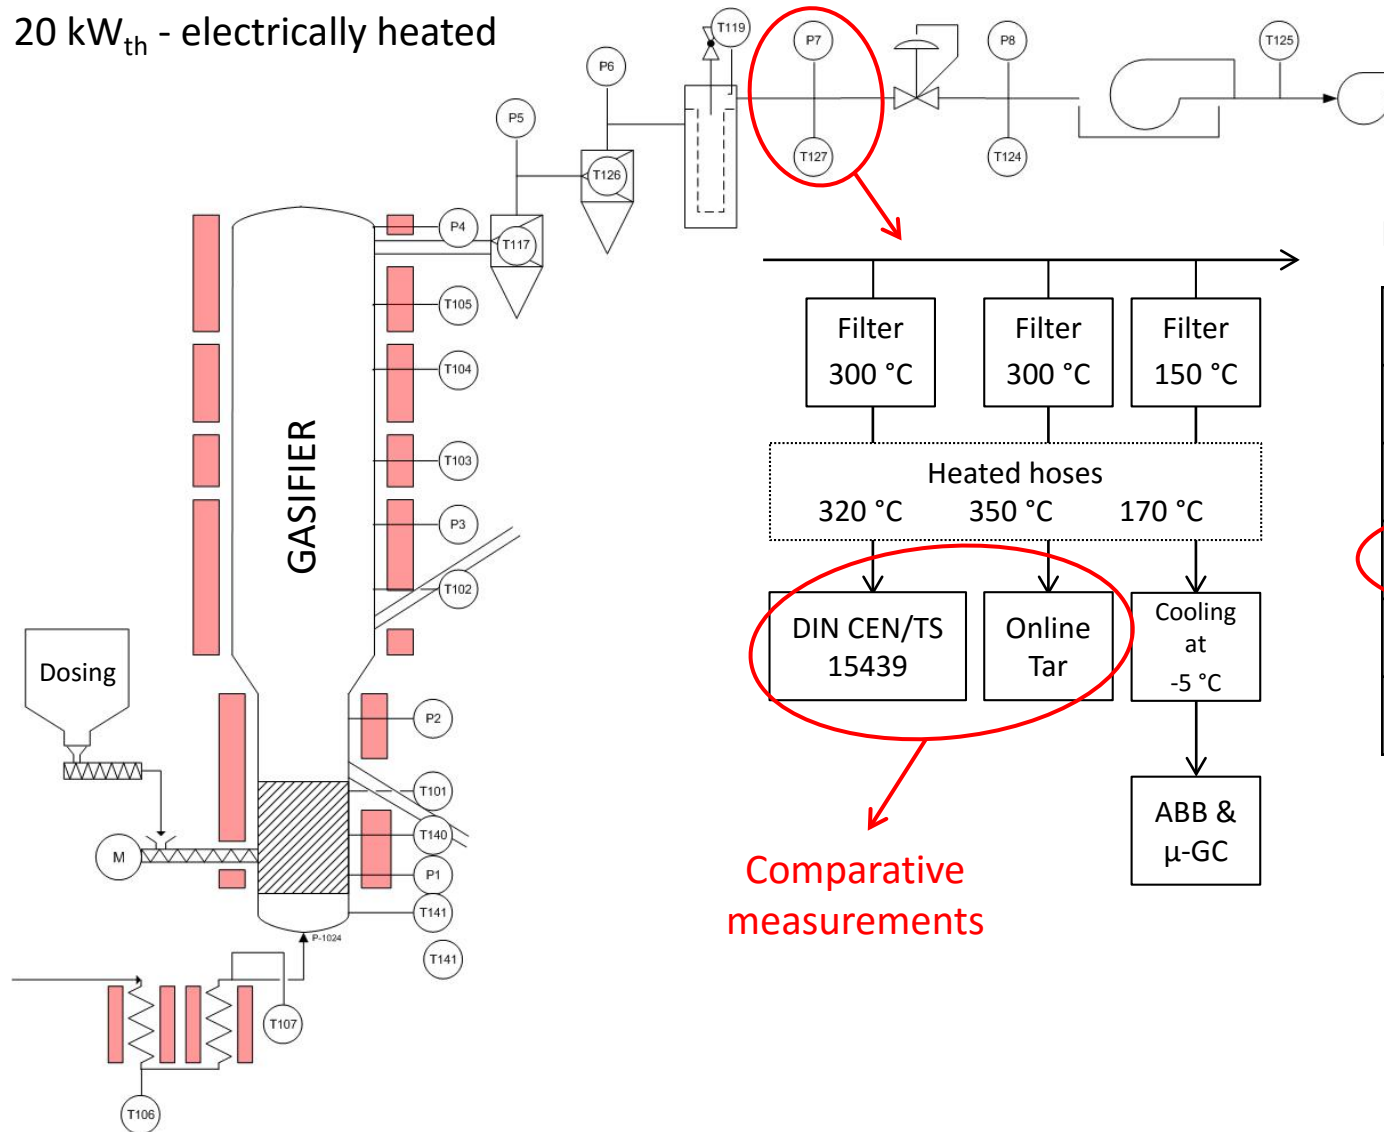 20 kWth - electrically heated
T119
P7
P8
T125
P6
P5
T127
T124
T126
P4
T117
T105
Filter
300 °C
Filter
300 °C
Filter
150 °C
T104
GASIFIER
T103
Heated hoses
320 °C
350 °C
170 °C
P3
T102
DIN CEN/TS
15439
Online
Tar
Cooling
at
-5 °C
Dosing
P2
T101
T140
M
P1
ABB &
µ-GC
T141
Comparative
measurements
P-1024
T141
T107
T106